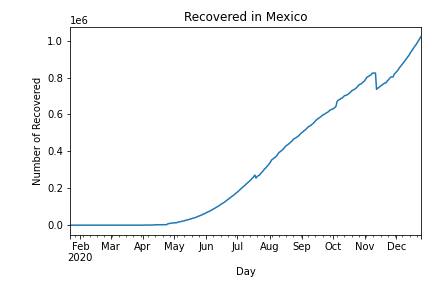 Recovered in Mexico
1e6
1.0
0.8
0.6
0.4
0.2
0.0
Number of Recovered
Feb Mar Apr May Jun Jul Aug Sep Oct Nov Dec
2020
Day